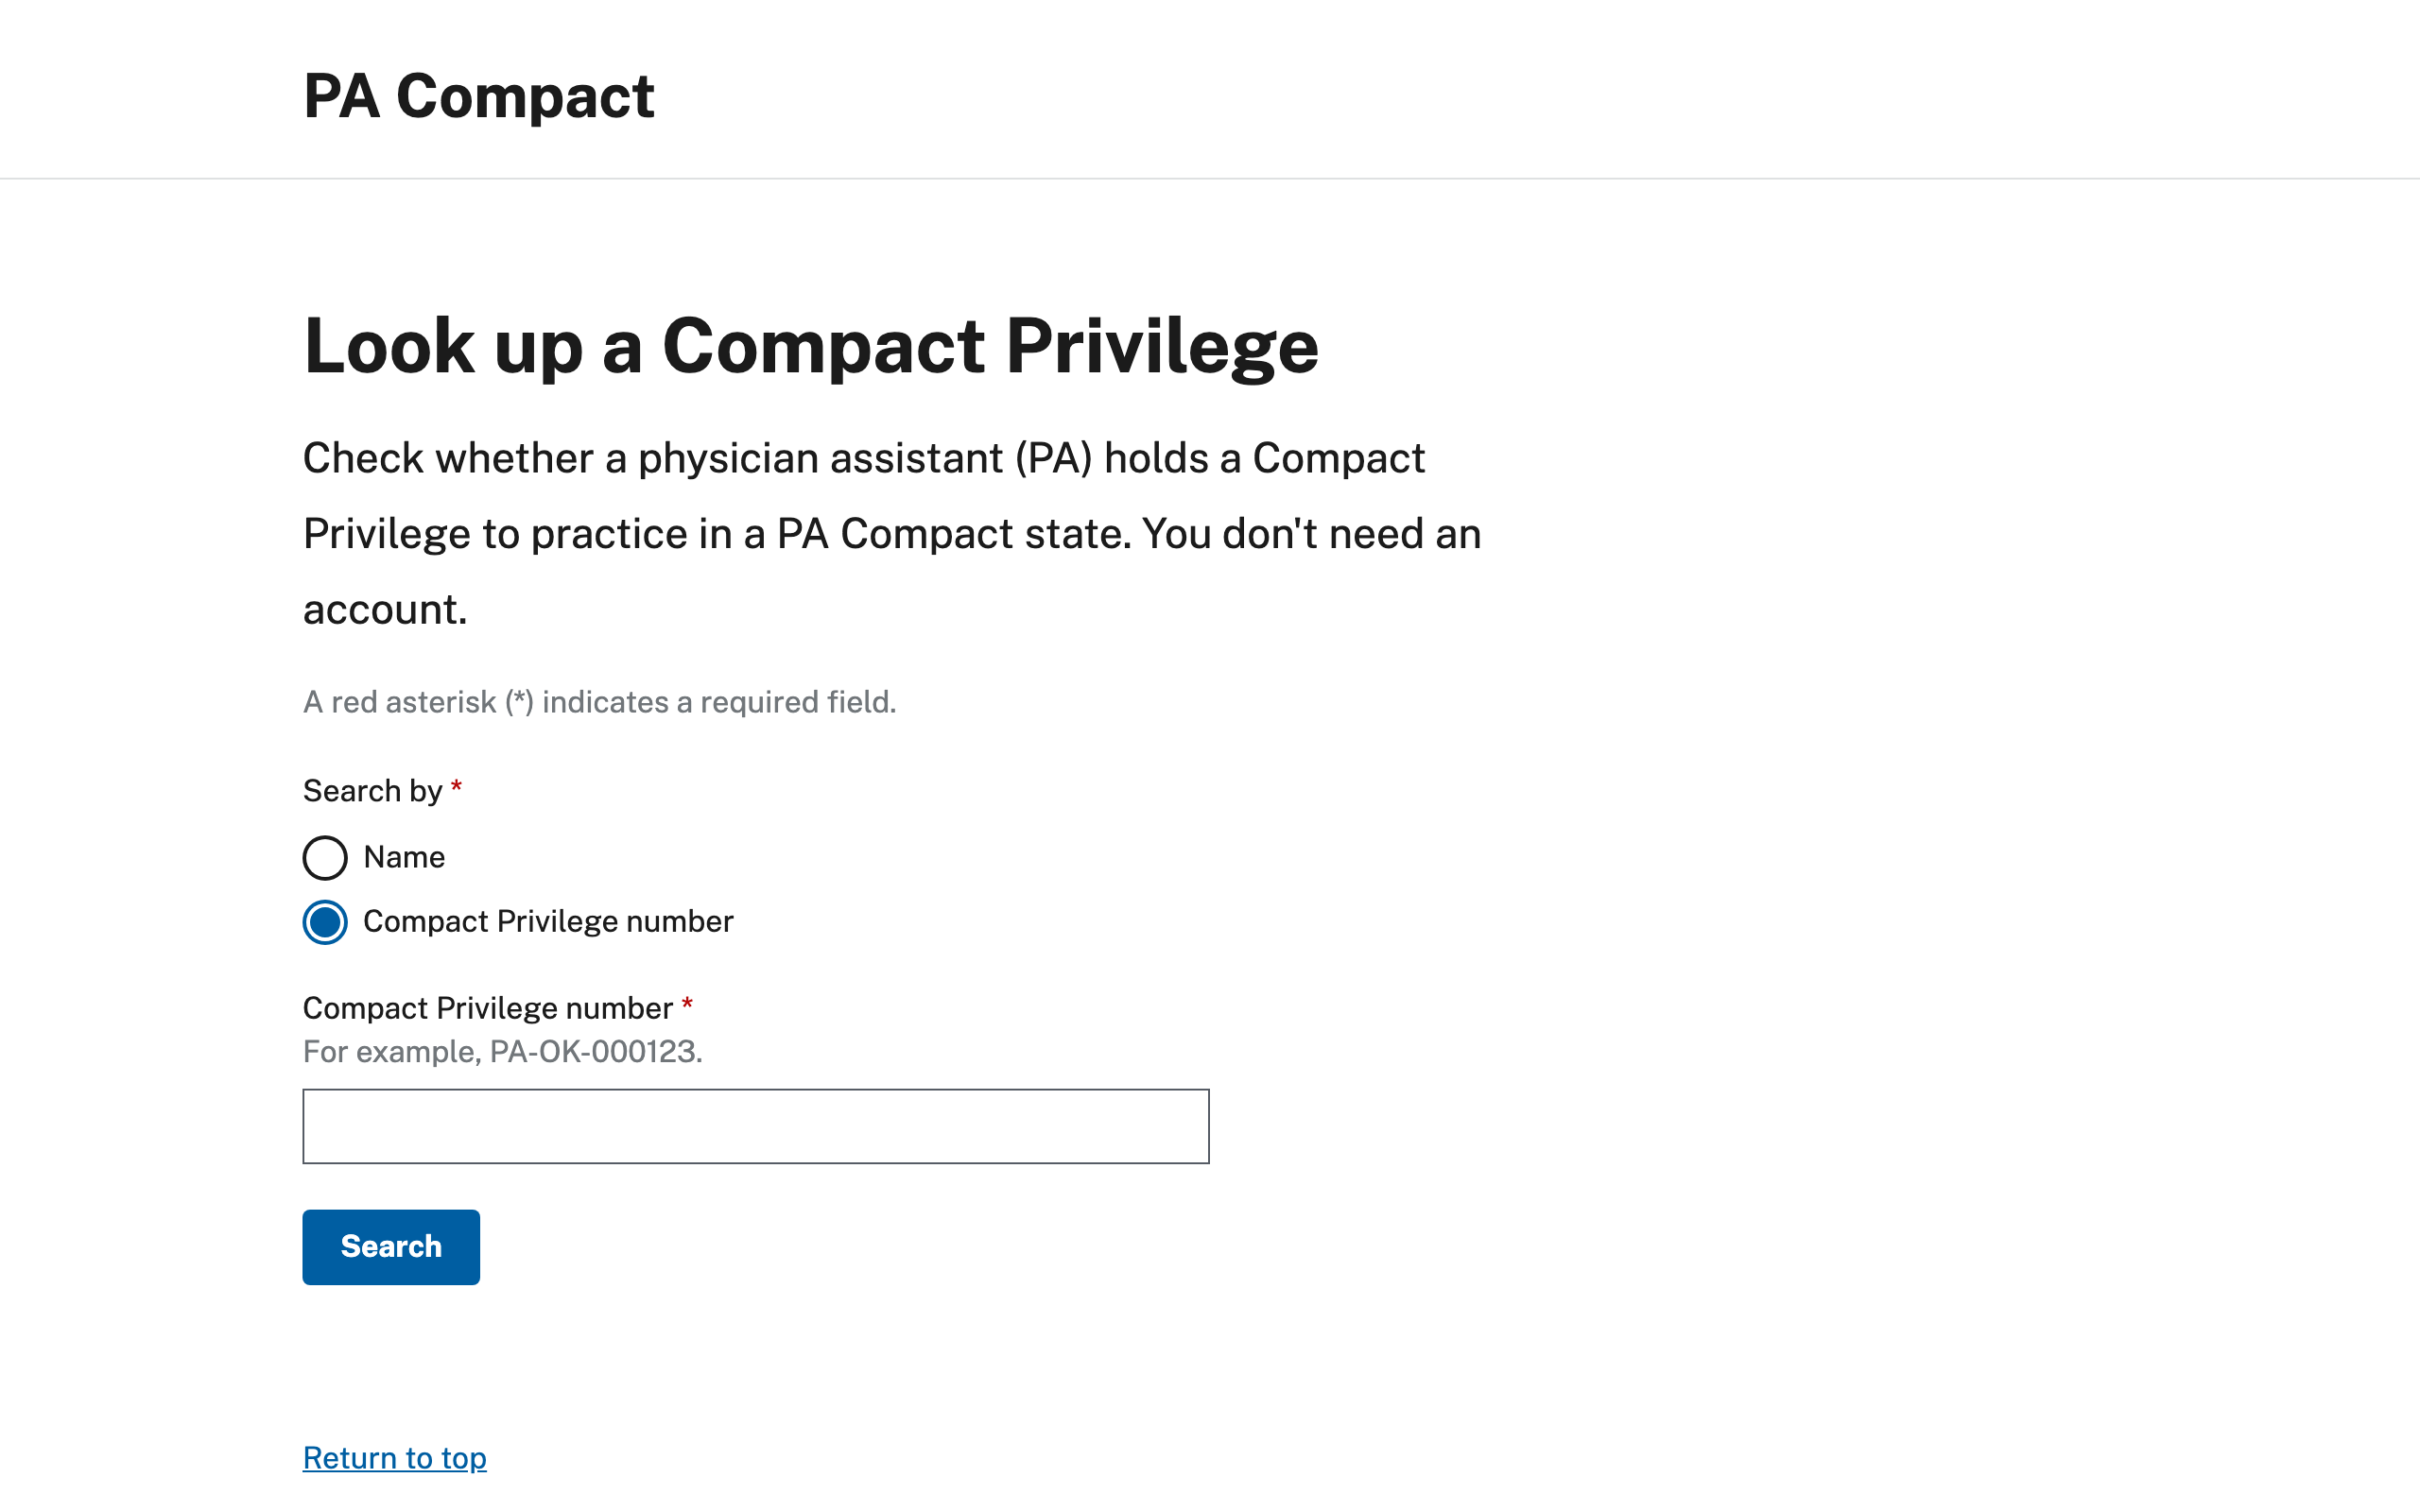 PA Compact
Look up a Compact Privilege
Check whether a physician assistant (PA) holds a Compact
Privilege to practice in a PA Compact state. You don't need an
account.
A red asterisk (*) indicates a required field.
Search by *
Name
Compact Privilege number
Compact Privilege number *
For example, PA-OK-000123.
Search
Return to top